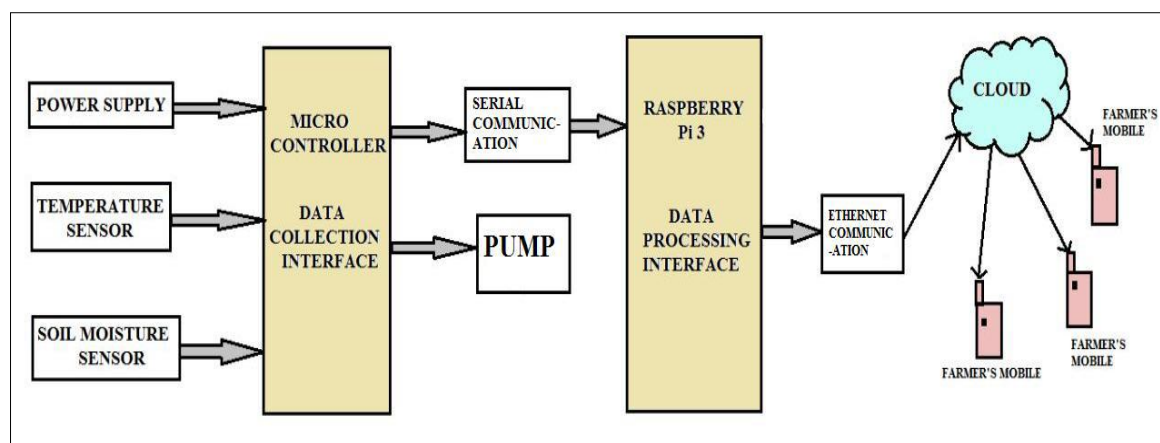 POWER SUPPLY
TEMPERATURE
SENSOR
SOIL MOISTURE
SENSOR
MICRO
CONTROLLER
DATA
COLLECTION
INTERFACE
SERIAL
COMMUNIC-
ATION
PUMP
RASPBERRY
Pi 3
DATA
PROCESSING
INTERFACE
ETHERNET
COMMUNIC
-ATION
CLOUD
FARMER'S
MOBILE
FARMER'S
MOBILE
FARMER'S MOBILE